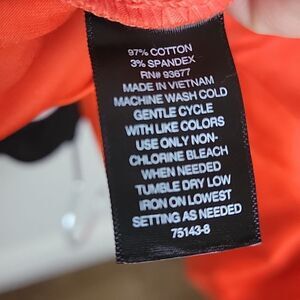 97% COTTON
3% SPANDEX
RN# 93677
MADE IN VIETNAM
MACHINE WASH COLD
GENTLE CYCLE
WITH LIKE COLORS
USE ONLY NON-
CHLORINE BLEACH
WHEN NEEDED
TUMBLE DRY LOW
IRON ON LOWEST
SETTING AS NEEDED
75143-8